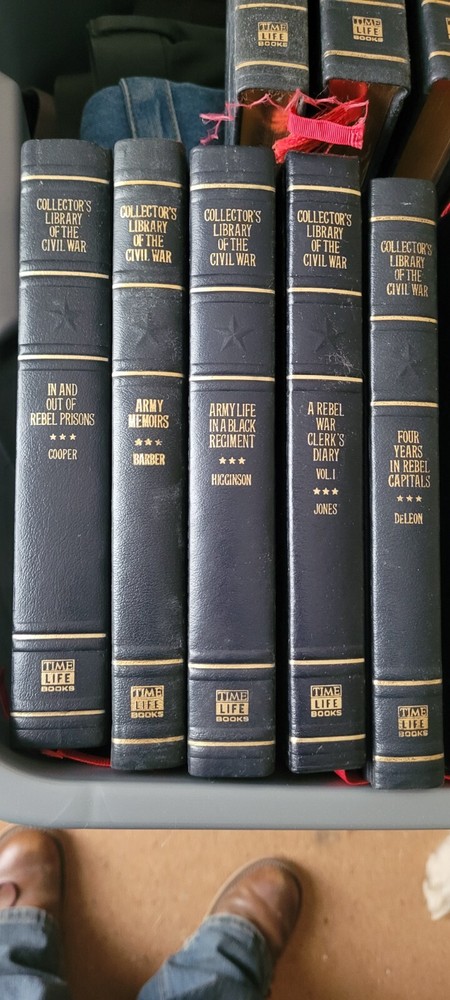 TIME
LIFE
BOOKS
TIME
LIFE
BOOKS
COLLECTOR'S
LIBRARY
OF THE
CIVIL WAR
IN AND
OUT OF
REBEL PRISONS
COOPER
TIME
LIFE
BOOKS
COLLECTOR'S
LIBRARY
OF THE
CIVIL WAR
ARMY
MEMOIRS
BARBER
TIME
LIFE
BOOKS
COLLECTOR'S
LIBRARY
OF THE
CIVIL WAR
ARMY LIFE
IN A BLACK
REGIMENT
HIGGINSON
TIME
LIFE
BOOKS
COLLECTOR'S
LIBRARY
OF THE
CIVIL WAR
A REBEL
WAR
CLERK'S
DIARY
VOL. I
JONES
TIME
LIFE
BOOKS
COLLECTOR'S
LIBRARY
OF THE
CIVIL WAR
FOUR
YEARS
IN REBEL
CAPITALS
DeLEON
TIME
LIFE
BOOKS